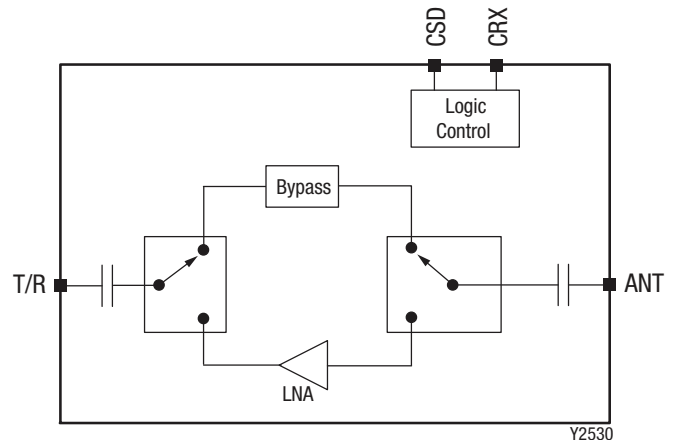 CSD
CRX
Logic
Control
Bypass
T/R
ANT
LNA
Y2530